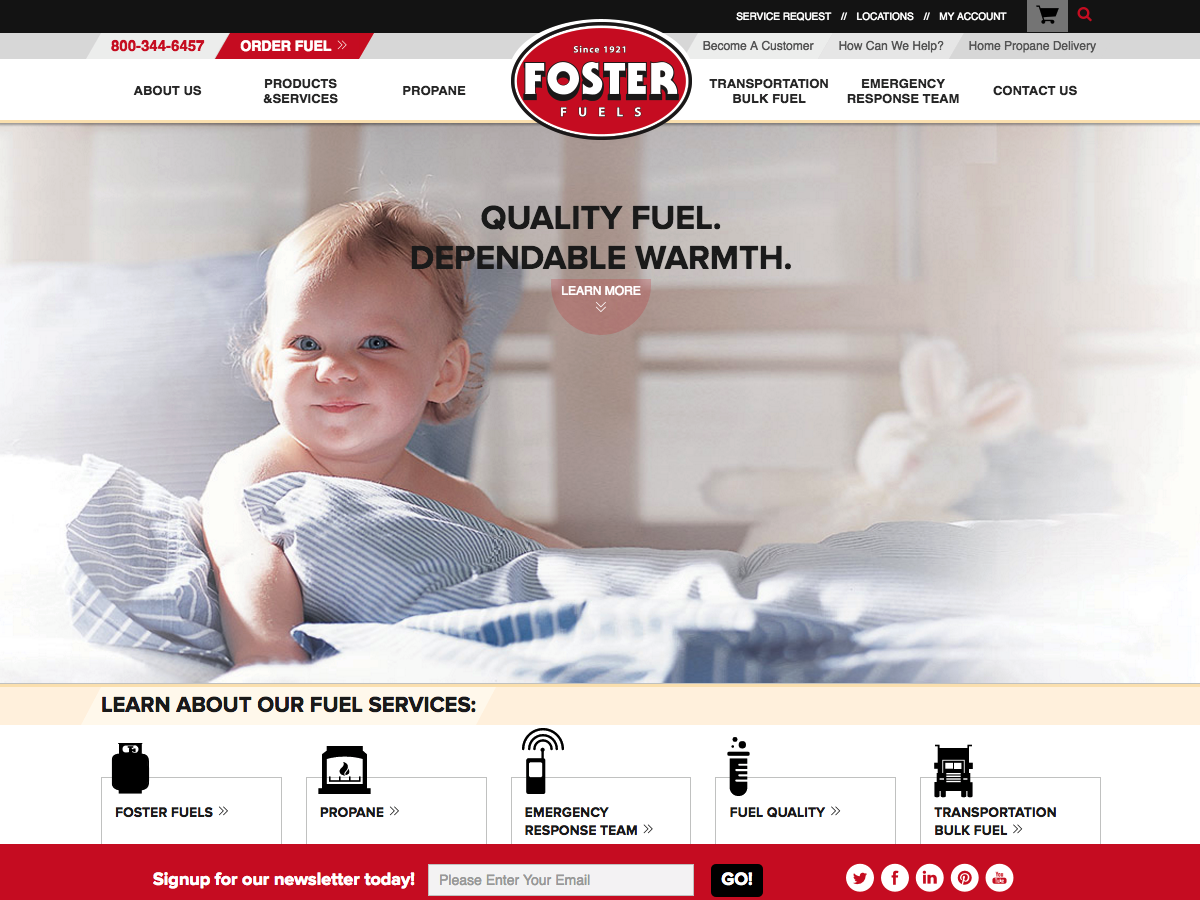 SERVICE REQUEST // LOCATIONS // MY ACCOUNT
800-344-6457 ORDER FUEL »
Become A Customer How Can We Help? Home Propane Delivery
ABOUT US
PRODUCTS
&SERVICES
PROPANE
Since 1921
FOSTER
FUELS
TRANSPORTATION
BULK FUEL
EMERGENCY
RESPONSE TEAM
CONTACT US
QUALITY FUEL.
DEPENDABLE WARMTH.
LEARN MORE
LEARN ABOUT OUR FUEL SERVICES:
FOSTER FUELS »
PROPANE »
EMERGENCY
RESPONSE TEAM »
FUEL QUALITY »
TRANSPORTATION
BULK FUEL »
Signup for our newsletter today! Please Enter Your Email GO!
You
Tube